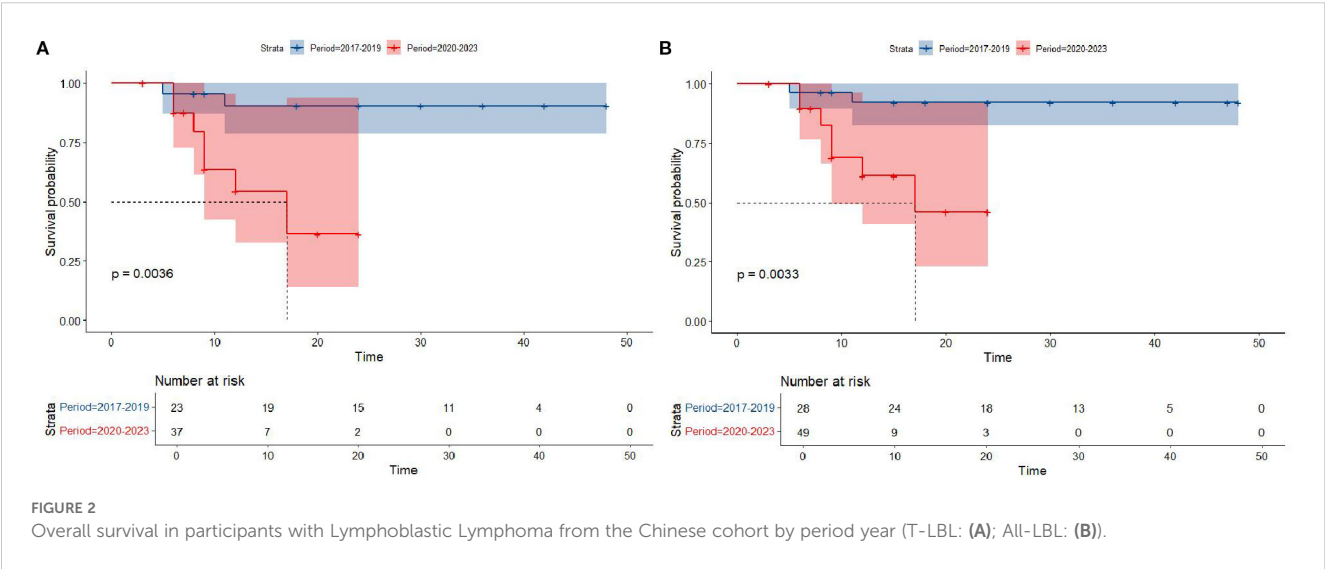 A
Strata Period=2017-2019 Period=2020-2023
1.00
0.75
0.50
0.25
0.00
Survival probability
p = 0.0036
0 10 20 30 40 50
Time
Number at risk
Strata
Period=2017-2019 23 19 15 11 4 0
Period=2020-2023 37 7 2 0 0 0
0 10 20 30 40 50
Time
B
Strata Period=2017-2019 Period=2020-2023
1.00
0.75
0.50
0.25
0.00
Survival probability
p = 0.0033
0 10 20 30 40 50
Time
Number at risk
Strata
Period=2017-2019 28 24 18 13 5 0
Period=2020-2023 49 9 3 0 0 0
0 10 20 30 40 50
Time
FIGURE 2
Overall survival in participants with Lymphoblastic Lymphoma from the Chinese cohort by period year (T-LBL: (A); All-LBL: (B)).